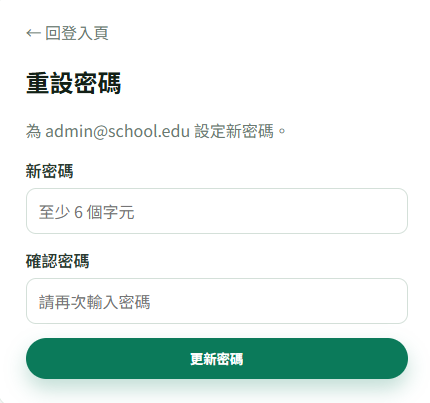 ← 回登入頁
重設密碼
為 admin@school.edu 設定新密碼。
新密碼
至少 6 個字元
確認密碼
請再次輸入密碼
更新密碼